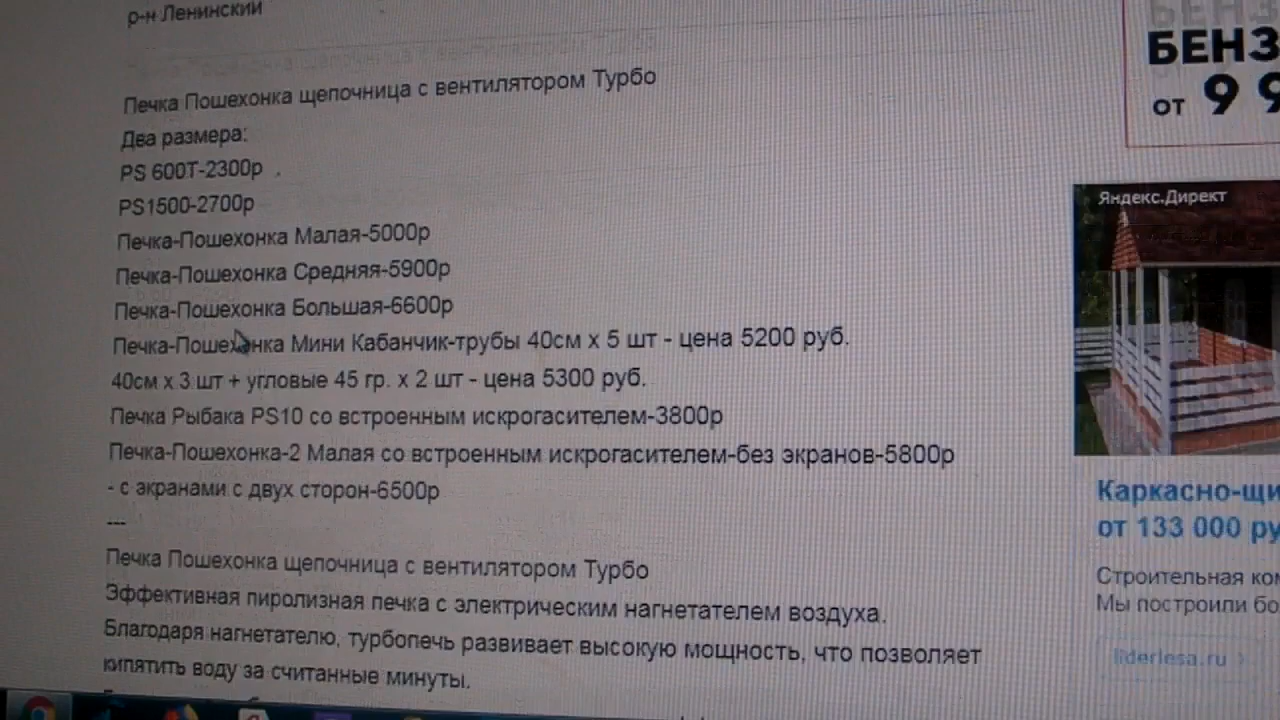 р-н Ленинский
Печка Пошехонка щепочница с вентилятором Турбо
Два размера:
PS 600Т-2300р
PS1500-2700р
Печка-Пошехонка Малая-5000р
Печка-Пошехонка Средняя-5900р
Печка-Пошехонка Большая-6600р
Печка-Пошехонка Мини Кабанчик-трубы 40см х 5 шт - цена 5200 руб.
40см х 3 шт + угловые 45 гр. х 2 шт - цена 5300 руб.
Печка Рыбака PS10 со встроенным искрогасителем-3800р
Печка-Пошехонка-2 Малая со встроенным искрогасителем-без экранов-5800р
- с акранами с двух сторон-6500р
---
Печка Пошехонка щепочница с вентилятором Турбо
Эффективная пиролизная печка с электрическим нагнетателем воздуха.
Благодаря нагнетателю, турбопечь развивает высокую мощность, что позволяет
кипятить воду за считанные минуты.
БЕНЗ
от 9 9
Яндекс.Директ
Каркасно-щи
от 133 000 ру
Строительная ком
Мы построили бо
liderlesa.ru